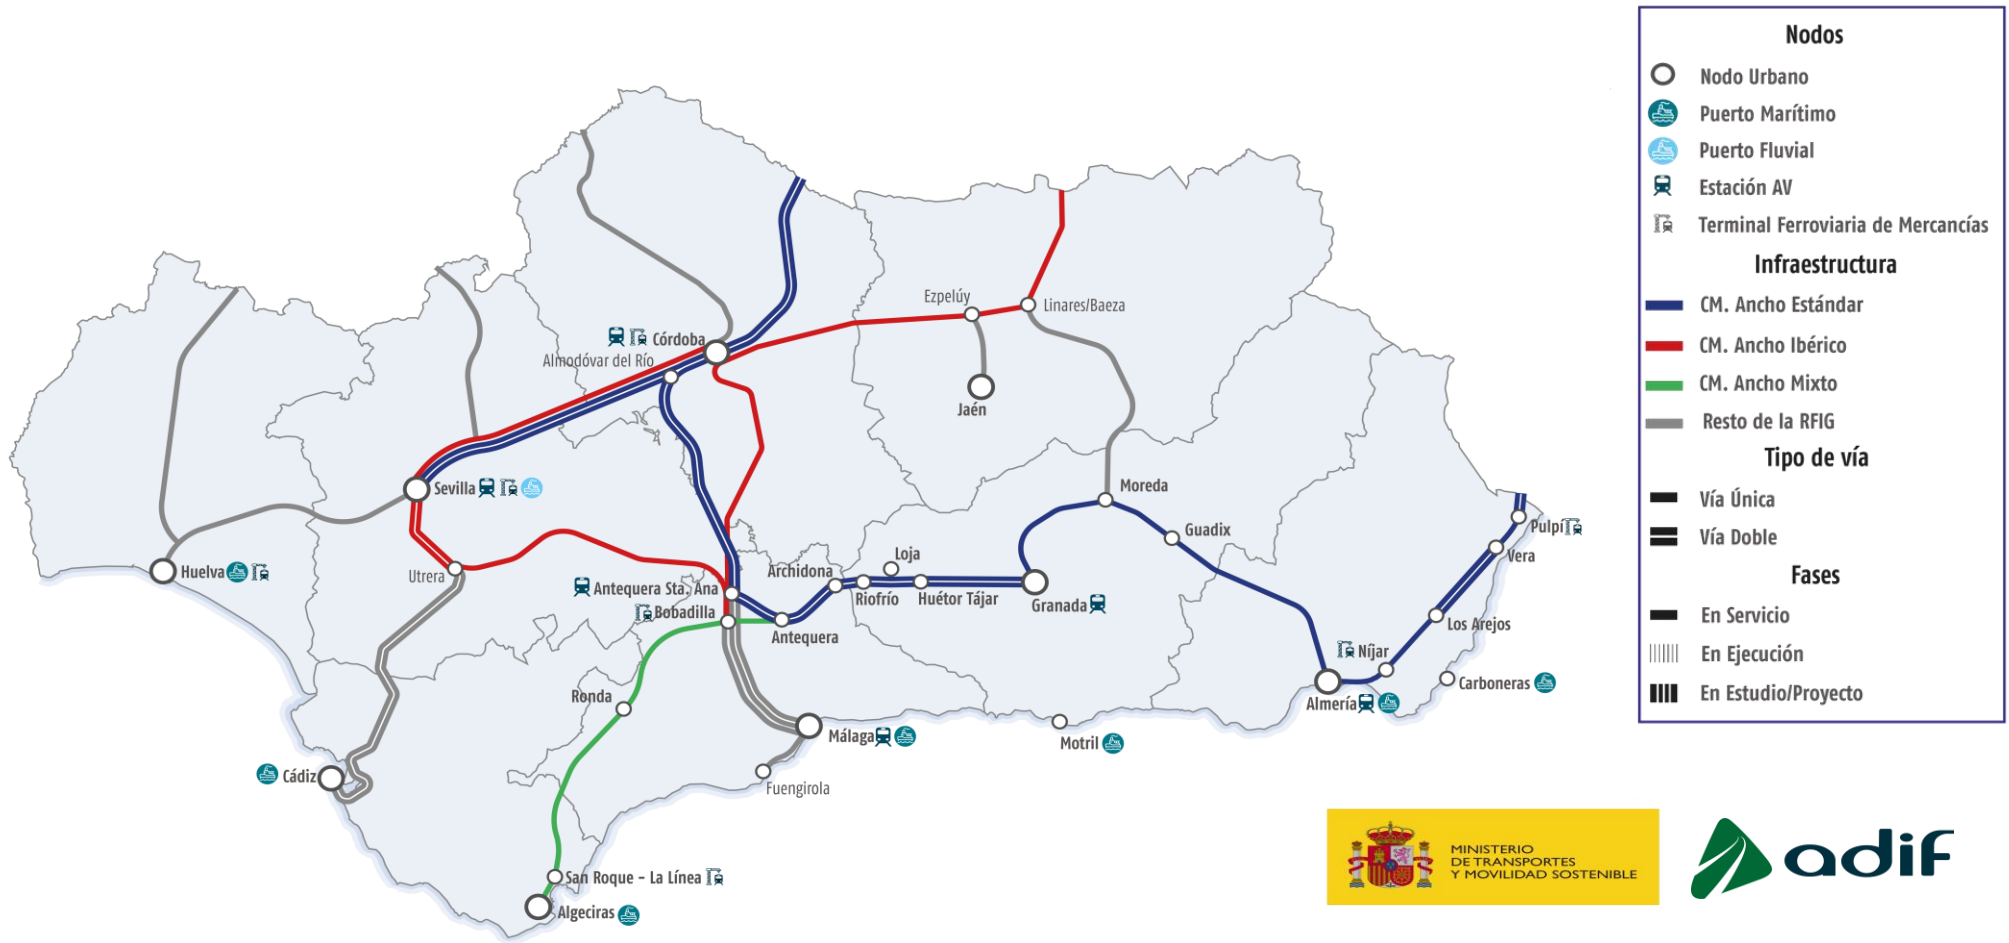 Nodos
Nodo Urbano
Puerto Marítimo
Puerto Fluvial
Estación AV
Terminal Ferroviaria de Mercancías
Infraestructura
CM. Ancho Estándar
CM. Ancho Ibérico
CM. Ancho Mixto
Resto de la RFIG
Tipo de vía
Vía Única
Vía Doble
Fases
En Servicio
En Ejecución
En Estudio/Proyecto
Ezpelúy
Linares/Baeza
Córdoba
Almodóvar del Río
Jaén
Sevilla
Moreda
Guadix
Pulpí
Vera
Huelva
Utrera
Loja
Archidona
Antequera Sta. Ana
Riofrío
Huétor Tájar
Granada
Bobadilla
Antequera
Los Arejos
Níjar
Carboneras
Ronda
Almería
Málaga
Motril
Cádiz
Fuengirola
San Roque - La Línea
Algeciras
MINISTERIO
DE TRANSPORTES
Y MOVILIDAD SOSTENIBLE
adif